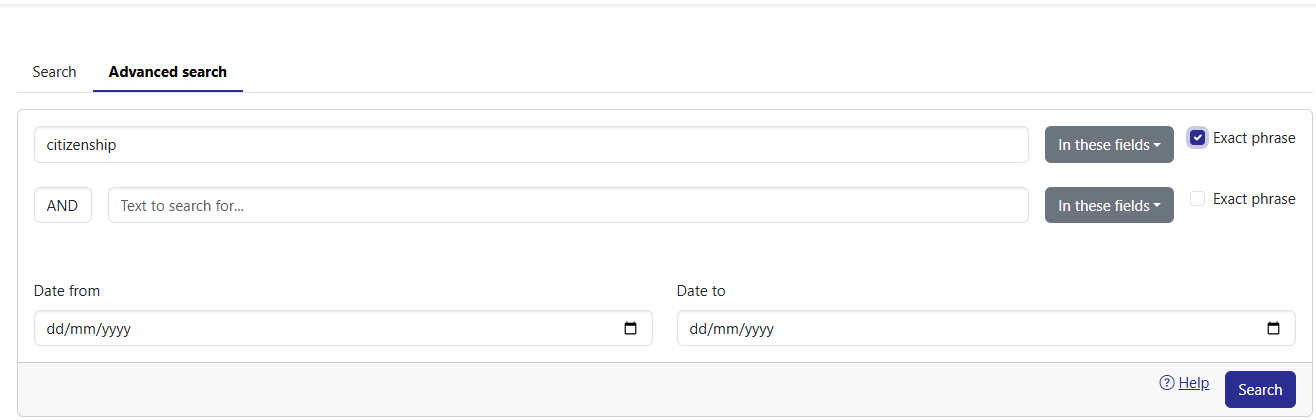 Search Advanced search
citizenship In these fields Exact phrase
AND Text to search for... In these fields Exact phrase
Date from Date to
dd/mm/yyyy dd/mm/yyyy
? Help Search